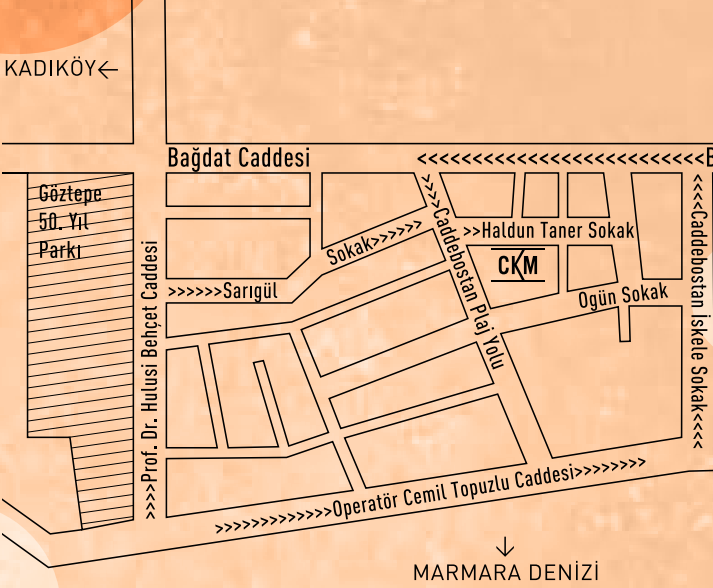 KADIKÖY←
Bağdat Caddesi
<<<<<<<<<<<<<<<<<<<<<<<<<B
Göztepe
50. Yıl
Parkı
>>>>Prof. Dr. Hulusi Behçet Caddesi
>>>>>>Sarıgül
Sokak>>>>>>
>>>>Caddebostan Plaj Yolu
>>Haldun Taner Sokak
CKM
Ogün Sokak
<<<<Caddebostan İskele Sokak<<<<
>>>>>>>>>>>>>Operatör Cemil Topuzlu Caddesi>>>>>>>>
↓
MARMARA DENİZİ